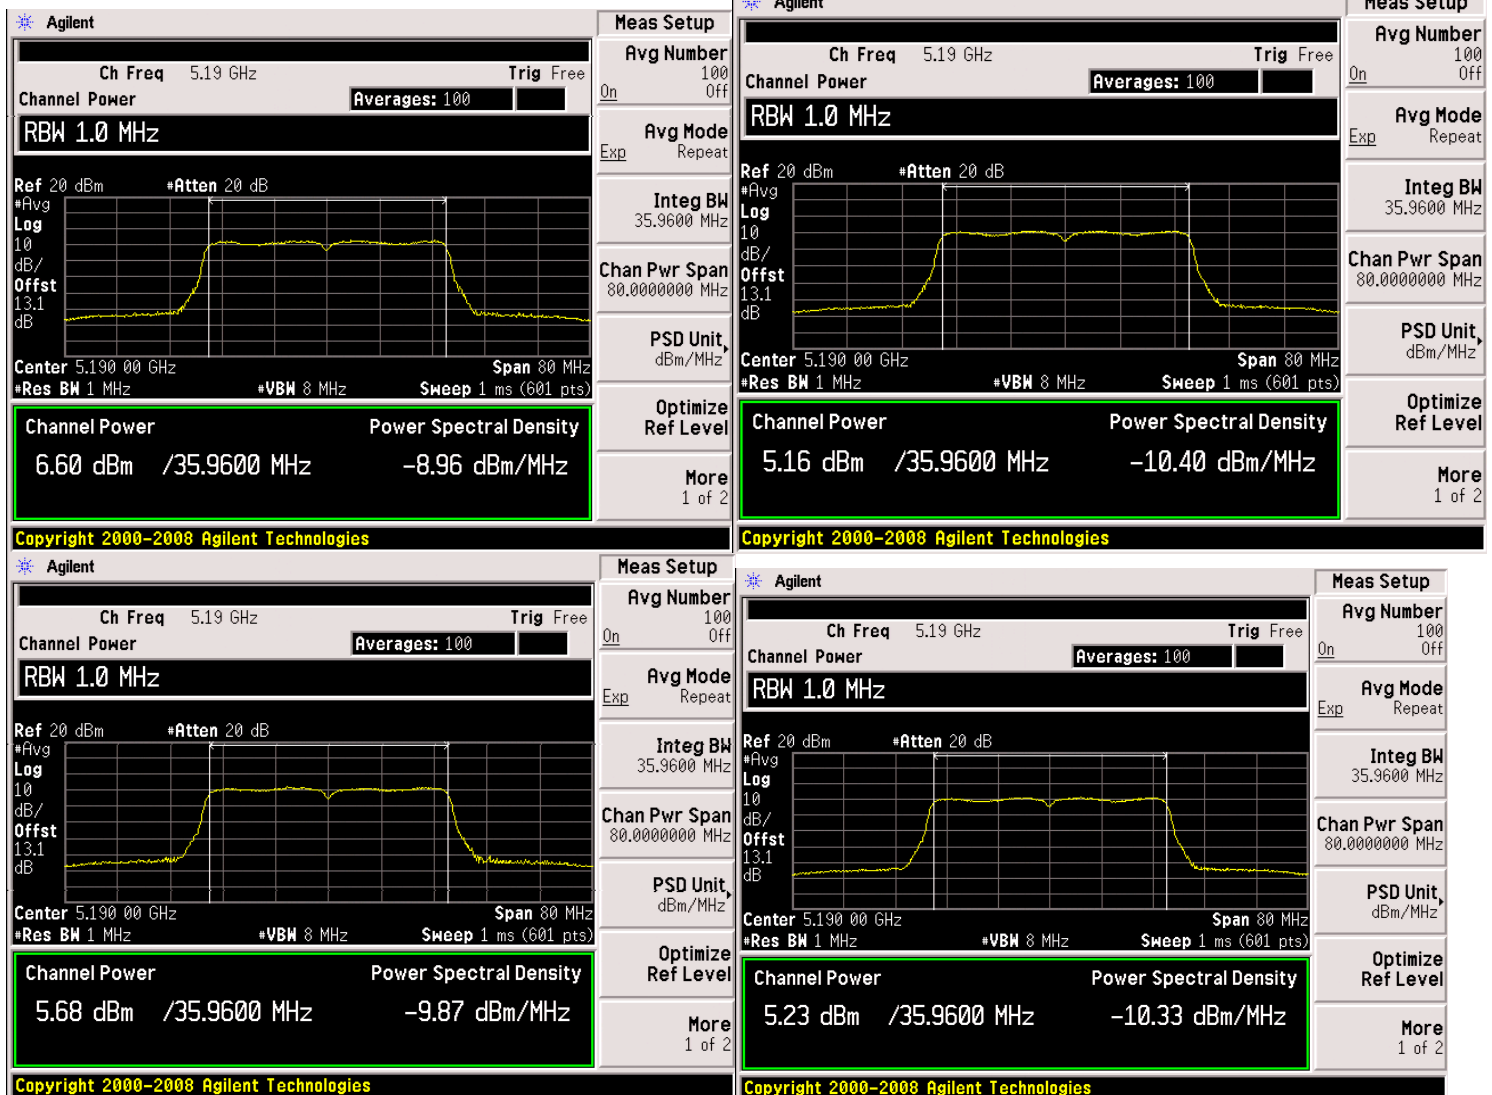 Agilent
Meas Setup
Ch Freq 5.19 GHz Trig Free
Channel Power Averages: 100
RBW 1.0 MHz
Ref 20 dBm #Atten 20 dB
#Avg
Log
10
dB/
Offst
13.1
dB
Center 5.190 00 GHz Span 80 MHz
#Res BW 1 MHz #VBW 8 MHz Sweep 1 ms (601 pts)
Channel Power Power Spectral Density
6.60 dBm /35.9600 MHz -8.96 dBm/MHz
Copyright 2000-2008 Agilent Technologies
Avg Number
100
On Off
Avg Mode
Exp Repeat
Integ BW
35.9600 MHz
Chan Pwr Span
80.0000000 MHz
PSD Unit
dBm/MHz
Optimize
Ref Level
More
1 of 2
Agilent
Meas Setup
Ch Freq 5.19 GHz Trig Free
Channel Power Averages: 100
RBW 1.0 MHz
Ref 20 dBm #Atten 20 dB
#Avg
Log
10
dB/
Offst
13.1
dB
Center 5.190 00 GHz Span 80 MHz
#Res BW 1 MHz #VBW 8 MHz Sweep 1 ms (601 pts)
Channel Power Power Spectral Density
5.16 dBm /35.9600 MHz -10.40 dBm/MHz
Copyright 2000-2008 Agilent Technologies
Avg Number
100
On Off
Avg Mode
Exp Repeat
Integ BW
35.9600 MHz
Chan Pwr Span
80.0000000 MHz
PSD Unit
dBm/MHz
Optimize
Ref Level
More
1 of 2
Agilent
Meas Setup
Ch Freq 5.19 GHz Trig Free
Channel Power Averages: 100
RBW 1.0 MHz
Ref 20 dBm #Atten 20 dB
#Avg
Log
10
dB/
Offst
13.1
dB
Center 5.190 00 GHz Span 80 MHz
#Res BW 1 MHz #VBW 8 MHz Sweep 1 ms (601 pts)
Channel Power Power Spectral Density
5.68 dBm /35.9600 MHz -9.87 dBm/MHz
Copyright 2000-2008 Agilent Technologies
Avg Number
100
On Off
Avg Mode
Exp Repeat
Integ BW
35.9600 MHz
Chan Pwr Span
80.0000000 MHz
PSD Unit
dBm/MHz
Optimize
Ref Level
More
1 of 2
Agilent
Meas Setup
Ch Freq 5.19 GHz Trig Free
Channel Power Averages: 100
RBW 1.0 MHz
Ref 20 dBm #Atten 20 dB
#Avg
Log
10
dB/
Offst
13.1
dB
Center 5.190 00 GHz Span 80 MHz
#Res BW 1 MHz #VBW 8 MHz Sweep 1 ms (601 pts)
Channel Power Power Spectral Density
5.23 dBm /35.9600 MHz -10.33 dBm/MHz
Copyright 2000-2008 Agilent Technologies
Avg Number
100
On Off
Avg Mode
Exp Repeat
Integ BW
35.9600 MHz
Chan Pwr Span
80.0000000 MHz
PSD Unit
dBm/MHz
Optimize
Ref Level
More
1 of 2